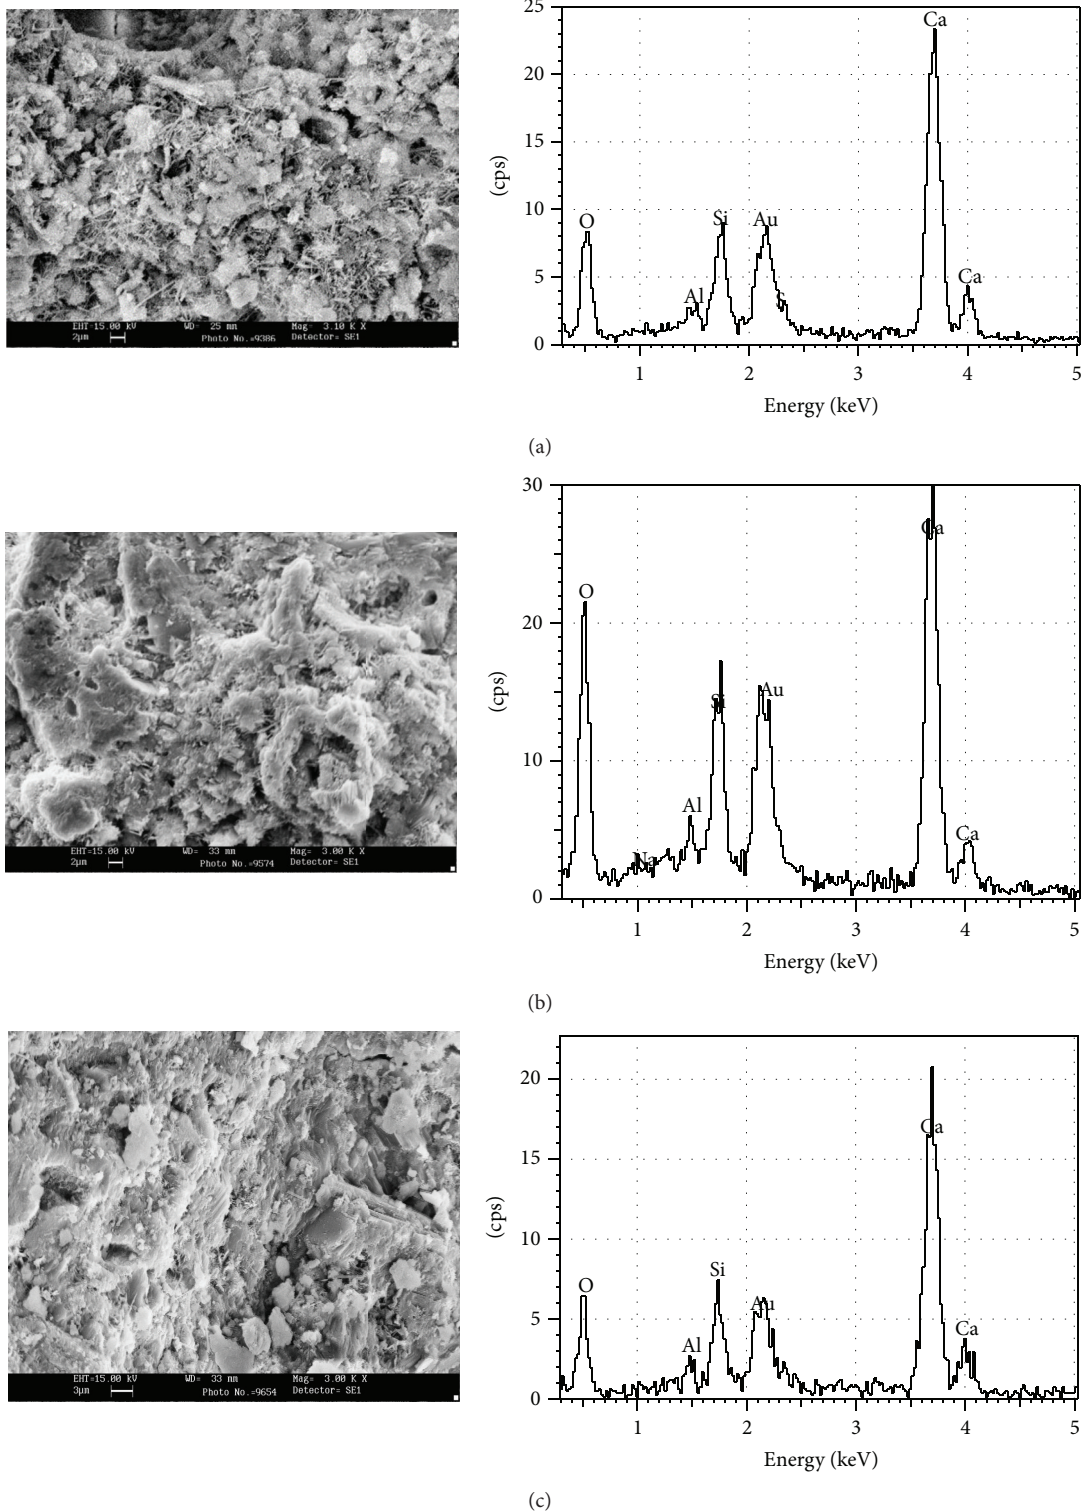 EHT=15.00 kV WD= 25 mm Mag= 3.10 K X
2µm Photo No.=9386 Detector= SE1
25
20
15
10
5
0
(cps)
O
Al
Si
Au
S
Ca
Ca
1 2 3 4 5
Energy (keV)
(a)
EHT=15.00 kV WD= 33 mm Mag= 3.00 K X
2µm Photo No.=9574 Detector= SE1
30
20
10
0
(cps)
O
Na
Al
Si
Au
Ca
Ca
1 2 3 4 5
Energy (keV)
(b)
EHT=15.00 kV WD= 33 mm Mag= 3.00 K X
3µm Photo No.=9654 Detector= SE1
20
15
10
5
0
(cps)
O
Al
Si
Au
Ca
Ca
1 2 3 4 5
Energy (keV)
(c)